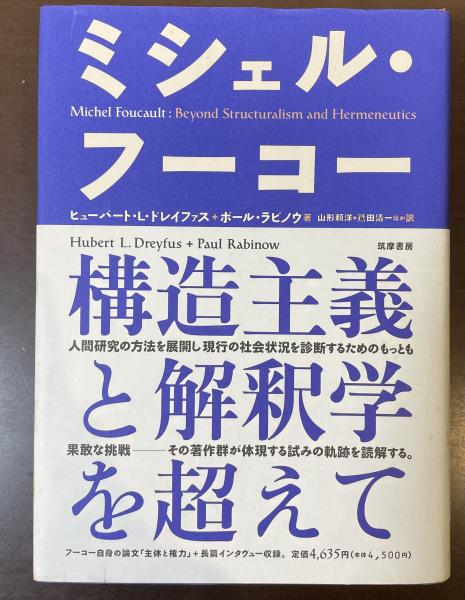 ミシェル・
Michel Foucault : Beyond Structuralism and Hermeneutics
フーコー
ヒューバート・L・ドレイファス+ポール・ラビノウ著 山形頼洋+鷲田清一ほか・訳
Hubert L. Dreyfus + Paul Rabinow
筑摩書房
構造主義
人間研究の方法を展開し現行の社会状況を診断するためのもっとも
と解釈学
果敢な挑戦――その著作群が体現する試みの軌跡を読解する。
を超えて
フーコー自身の論文「主体と権力」+長篇インタヴュー収録。 定価4,635円(本体4,500円)